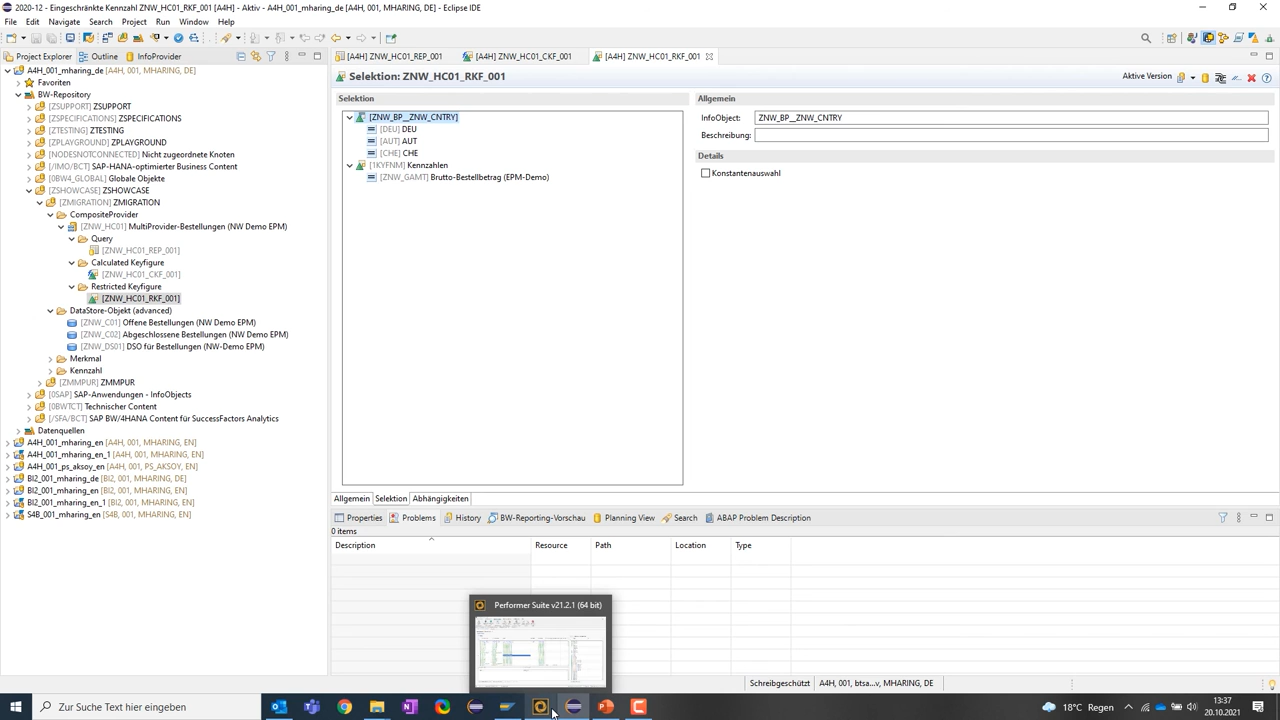 2020-12 - Eingeschränkte Kennzahl ZNW_HC01_RKF_001 [A4H] - Aktiv - A4H_001_mharing_de [A4H, 001, MHARING, DE] - Eclipse IDE
File Edit Navigate Search Project Run Window Help
Project Explorer Outline InfoProvider
[A4H] ZNW_HC01_REP_001 [A4H] ZNW_HC01_CKF_001 [A4H] ZNW_HC01_RKF_001
A4H_001_mharing_de [A4H, 001, MHARING, DE]
Favoriten
BW-Repository
[ZSUPPORT] ZSUPPORT
[ZSPECIFICATIONS] ZSPECIFICATIONS
[ZTESTING] ZTESTING
[ZPLAYGROUND] ZPLAYGROUND
[NODESNOTCONNECTED] Nicht zugeordnete Knoten
[/IMO/BCT] SAP-HANA-optimierter Business Content
[0BW4_GLOBAL] Globale Objekte
[ZSHOWCASE] ZSHOWCASE
[ZMIGRATION] ZMIGRATION
CompositeProvider
[ZNW_HC01] MultiProvider-Bestellungen (NW Demo EPM)
Query
[ZNW_HC01_REP_001]
Calculated Keyfigure
[ZNW_HC01_CKF_001]
Restricted Keyfigure
[ZNW_HC01_RKF_001]
DataStore-Objekt (advanced)
[ZNW_C01] Offene Bestellungen (NW Demo EPM)
[ZNW_C02] Abgeschlossene Bestellungen (NW Demo EPM)
[ZNW_DS01] DSO für Bestellungen (NW-Demo EPM)
Merkmal
Kennzahl
[ZMMPUR] ZMMPUR
[0SAP] SAP-Anwendungen - InfoObjects
[0BWTCT] Technischer Content
[/SFA/BCT] SAP BW/4HANA Content für SuccessFactors Analytics
Datenquellen
A4H_001_mharing_en [A4H, 001, MHARING, EN]
A4H_001_mharing_en_1 [A4H, 001, MHARING, EN]
A4H_001_ps_aksoy_en [A4H, 001, PS_AKSOY, EN]
BI2_001_mharing_de [BI2, 001, MHARING, DE]
BI2_001_mharing_en [BI2, 001, MHARING, EN]
BI2_001_mharing_en_1 [BI2, 001, MHARING, EN]
S4B_001_mharing_en [S4B, 001, MHARING, EN]
Selektion: ZNW_HC01_RKF_001
Aktive Version
Selektion
[ZNW_BP__ZNW_CNTRY]
[DEU] DEU
[AUT] AUT
[CHE] CHE
[1KYFNM] Kennzahlen
[ZNW_GAMT] Brutto-Bestellbetrag (EPM-Demo)
Allgemein
InfoObject: ZNW_BP__ZNW_CNTRY
Beschreibung:
Details
Konstantenauswahl
Allgemein Selektion Abhängigkeiten
Properties Problems History BW-Reporting-Vorschau Planning View Search ABAP Problem Description
0 items
Description Resource Path Location Type
Performer Suite v21.2.1 (64 bit)
Schreibgeschützt A4H, 001, btsa...v, MHARING, DE
Zur Suche Text hier eingeben
18°C Regen
13:37
20.10.2021